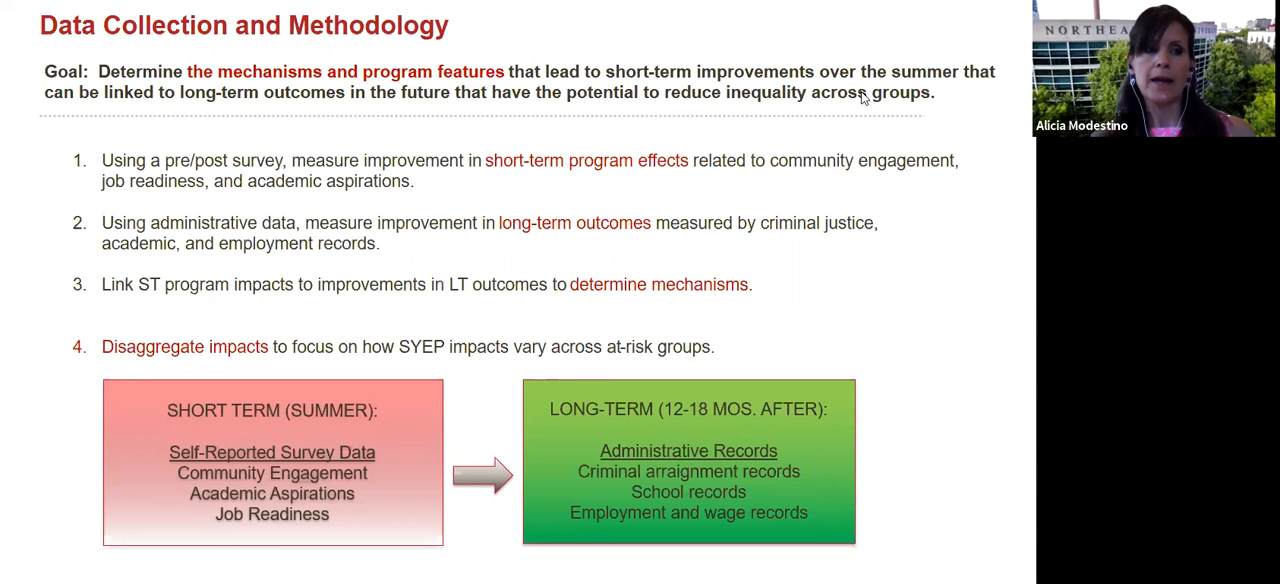 Data Collection and Methodology
Goal: Determine the mechanisms and program features that lead to short-term improvements over the summer that
can be linked to long-term outcomes in the future that have the potential to reduce inequality across groups.
1. Using a pre/post survey, measure improvement in short-term program effects related to community engagement,
job readiness, and academic aspirations.
2. Using administrative data, measure improvement in long-term outcomes measured by criminal justice,
academic, and employment records.
3. Link ST program impacts to improvements in LT outcomes to determine mechanisms.
4. Disaggregate impacts to focus on how SYEP impacts vary across at-risk groups.
SHORT TERM (SUMMER):
Self-Reported Survey Data
Community Engagement
Academic Aspirations
Job Readiness
LONG-TERM (12-18 MOS. AFTER):
Administrative Records
Criminal arraignment records
School records
Employment and wage records
NORTHEA
Alicia Modestino